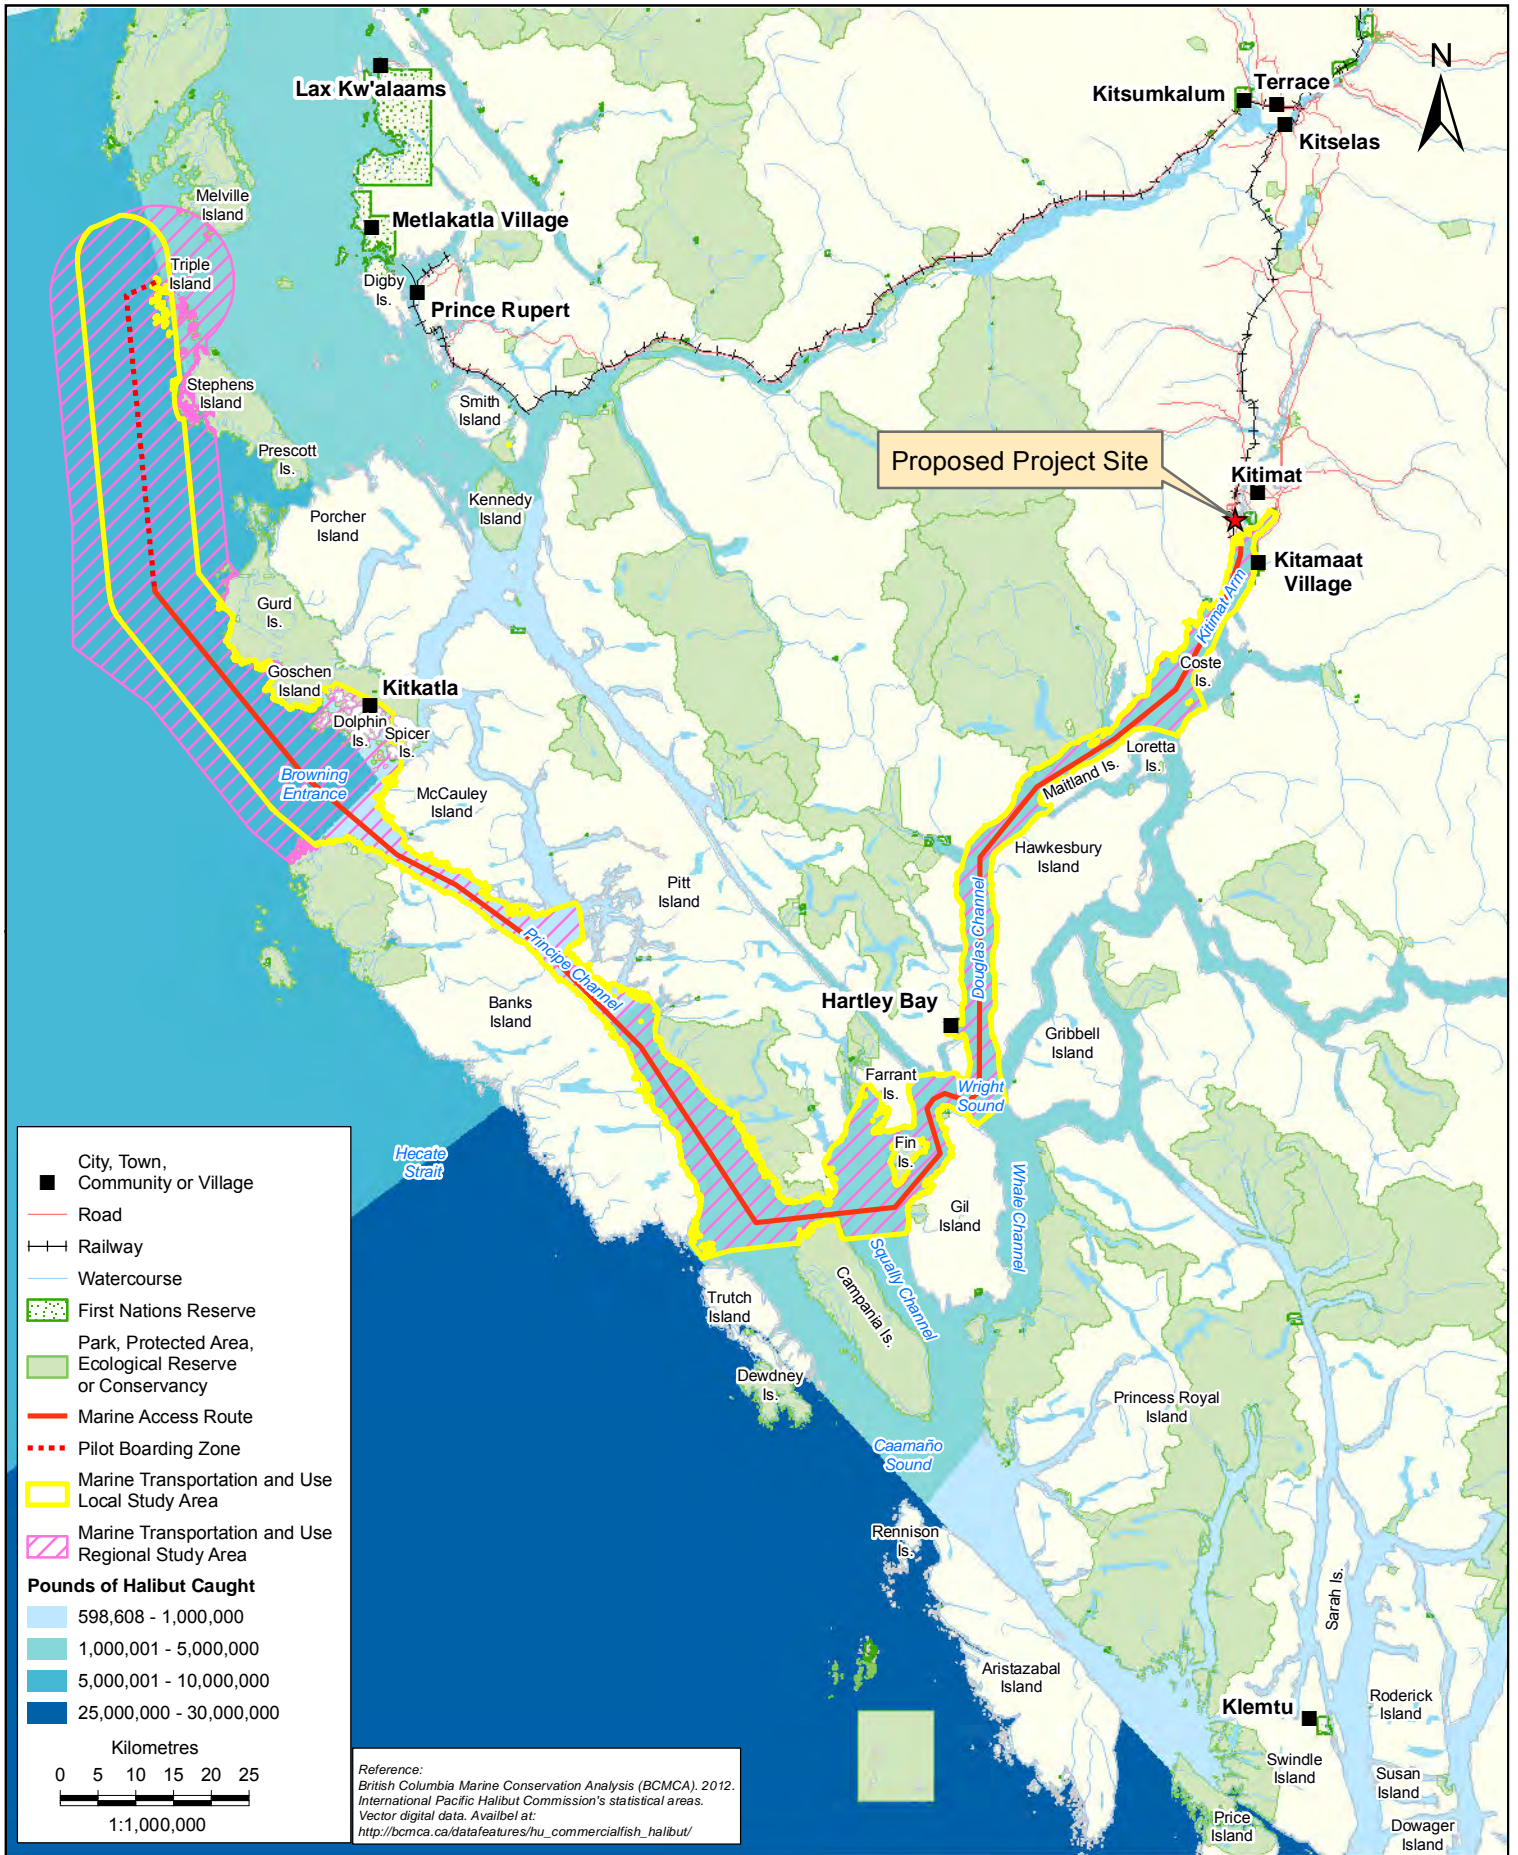 N
Lax Kw'alaams
Kitsumkalum
Terrace
Kitselas
Melville
Island
Metlakatla Village
Triple
Island
Digby
Is.
Prince Rupert
Stephens
Island
Smith
Island
Prescott
Is.
Proposed Project Site
Kitimat
Kennedy
Island
Porcher
Island
Kitamaat
Village
Kitimat Arm
Gurd
Is.
Goschen
Island
Kitkatla
Coste
Is.
Dolphin
Is.
Spicer
Is.
Loretta
Is.
Maitland Is.
Browning
Entrance
McCauley
Island
Hawkesbury
Island
Pitt
Island
Principe Channel
Douglas Channel
Banks
Island
Hartley Bay
Gribbell
Island
Farrant
Is.
Wright
Sound
Fin
Is.
Hecate
Strait
Whale Channel
Gil
Island
Squally Channel
Campania Is.
Trutch
Island
Dewdney
Is.
Princess Royal
Island
Caamaño
Sound
Rennison
Is.
Sarah Is.
Aristazabal
Island
Klemtu
Roderick
Island
Swindle
Island
Susan
Island
Price
Island
Dowager
Island
City, Town,
Community or Village
Road
Railway
Watercourse
First Nations Reserve
Park, Protected Area,
Ecological Reserve
or Conservancy
Marine Access Route
Pilot Boarding Zone
Marine Transportation and Use
Local Study Area
Marine Transportation and Use
Regional Study Area
Pounds of Halibut Caught
598,608 - 1,000,000
1,000,001 - 5,000,000
5,000,001 - 10,000,000
25,000,000 - 30,000,000
Kilometres
0 5 10 15 20 25
1:1,000,000
Reference:
British Columbia Marine Conservation Analysis (BCMCA). 2012.
International Pacific Halibut Commission's statistical areas.
Vector digital data. Availbel at:
http://bcmca.ca/datafeatures/hu_commercialfish_halibut/